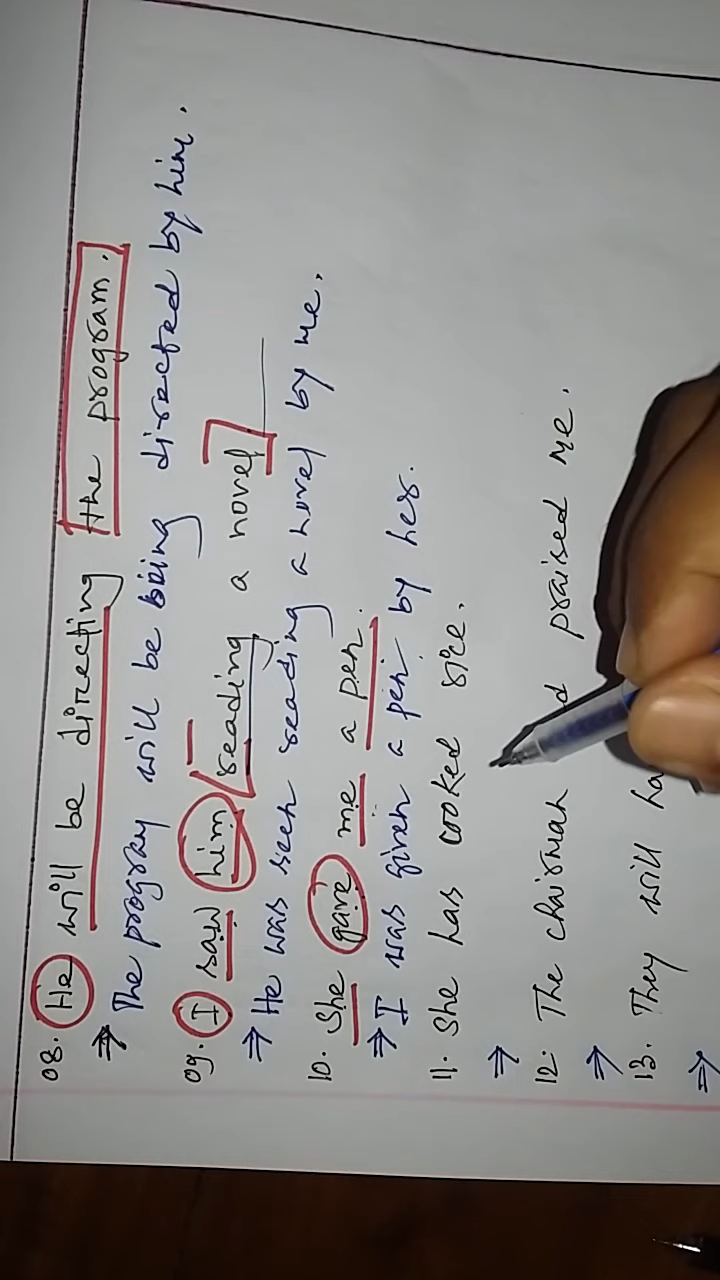 08. He will be directing the program.
⇒ The program will be being directed by him.
09. I saw him reading a novel
⇒ He was seen reading a novel by me.
10. She gave me a pen.
⇒ I was given a pen by her.
11. She has cooked rice.
⇒
12. The chairman praised me.
⇒
13. They will
⇒